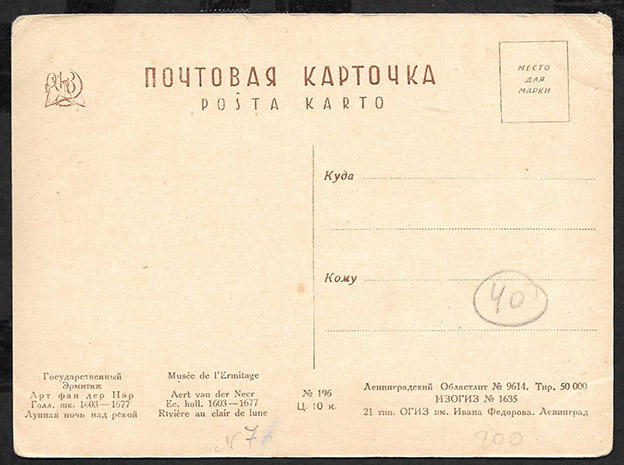 ПОЧТОВАЯ КАРТОЧКА
POŜTA KARTO
МЕСТО
ДЛЯ
МАРКИ
Куда
Кому
40
Государственный
Эрмитаж
Арт фан дер Нэр
Голл. шк. 1603—1677
Лунная ночь над рекой
Musée de l'Ermitage
Aert van der Neer
Ec. holl. 1603—1677
Rivière au clair de lune
№ 196
Ц. 10 к.
Ленинградский Областлит № 9614. Тир. 50 000
ИЗОГИЗ № 1635
21 тип. ОГИЗ им. Ивана Федорова. Ленинград
200